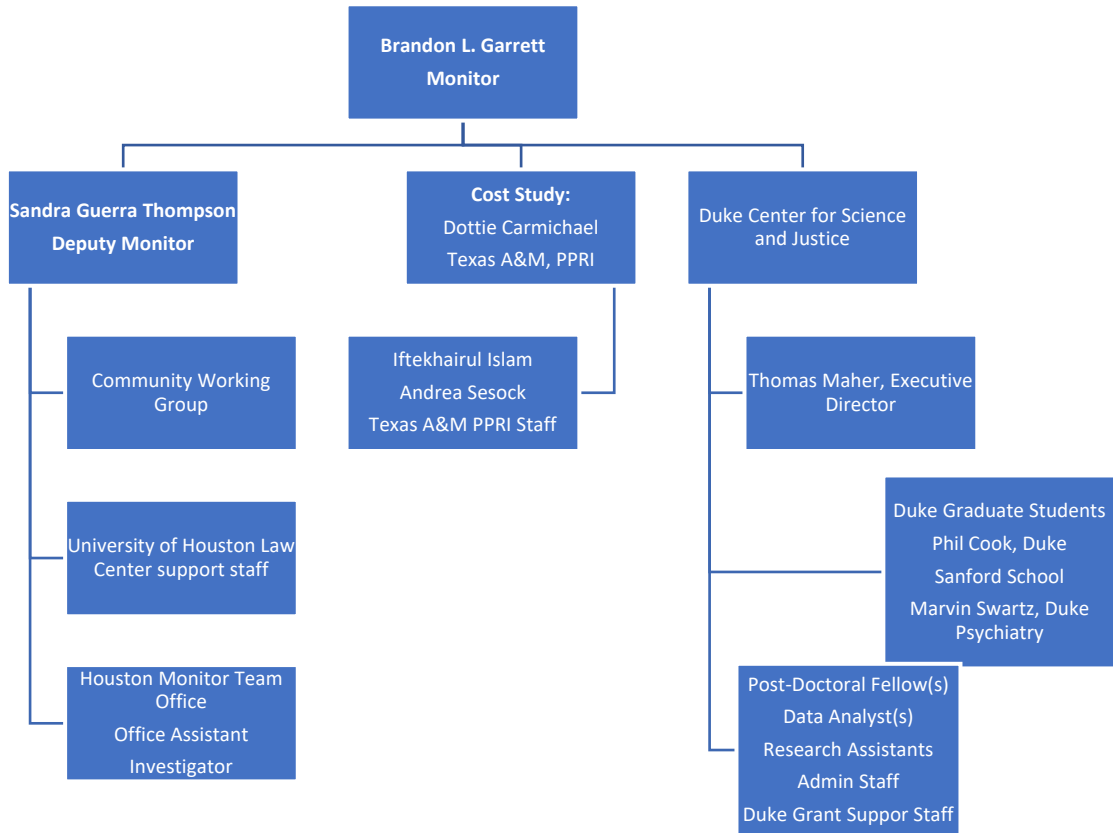 Brandon L. Garrett
Monitor
Sandra Guerra Thompson
Deputy Monitor
Cost Study:
Dottie Carmichael
Texas A&M, PPRI
Duke Center for Science
and Justice
Community Working
Group
Iftekhairul Islam
Andrea Sesock
Texas A&M PPRI Staff
Thomas Maher, Executive
Director
University of Houston Law
Center support staff
Duke Graduate Students
Phil Cook, Duke
Sanford School
Marvin Swartz, Duke
Psychiatry
Houston Monitor Team
Office
Office Assistant
Investigator
Post-Doctoral Fellow(s)
Data Analyst(s)
Research Assistants
Admin Staff
Duke Grant Suppor Staff